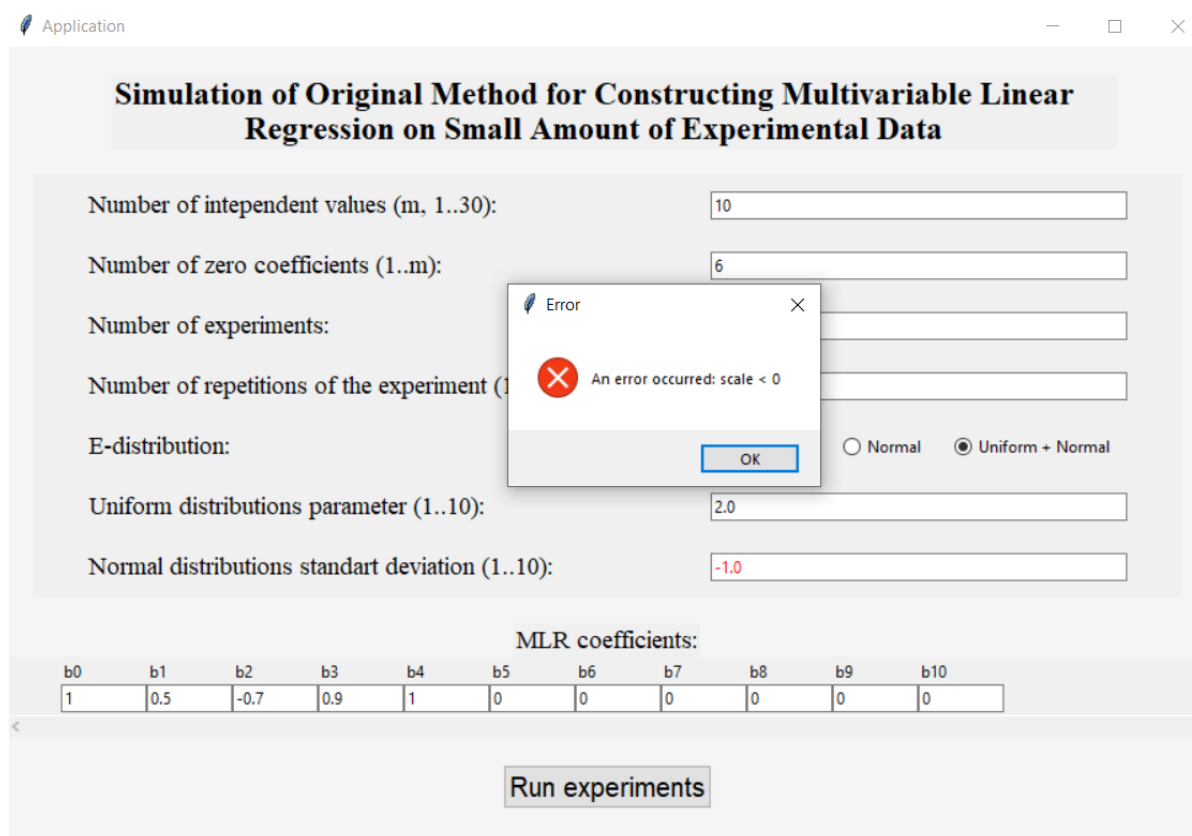 Application
Simulation of Original Method for Constructing Multivariable Linear
Regression on Small Amount of Experimental Data
Number of intependent values (m, 1..30): 10
Number of zero coefficients (1..m): 6
Error
Number of experiments:
An error occurred: scale < 0
Number of repetitions of the experiment (
E-distribution: Normal Uniform + Normal
OK
Uniform distributions parameter (1..10): 2.0
Normal distributions standart deviation (1..10): -1.0
MLR coefficients:
b0 b1 b2 b3 b4 b5 b6 b7 b8 b9 b10
1 0.5 -0.7 0.9 1 0 0 0 0 0 0
Run experiments